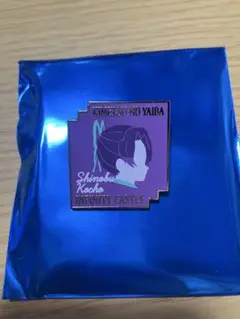 KIMETSU NO YAIBA
Shinobu
Kocho
INFINITY CASTLE